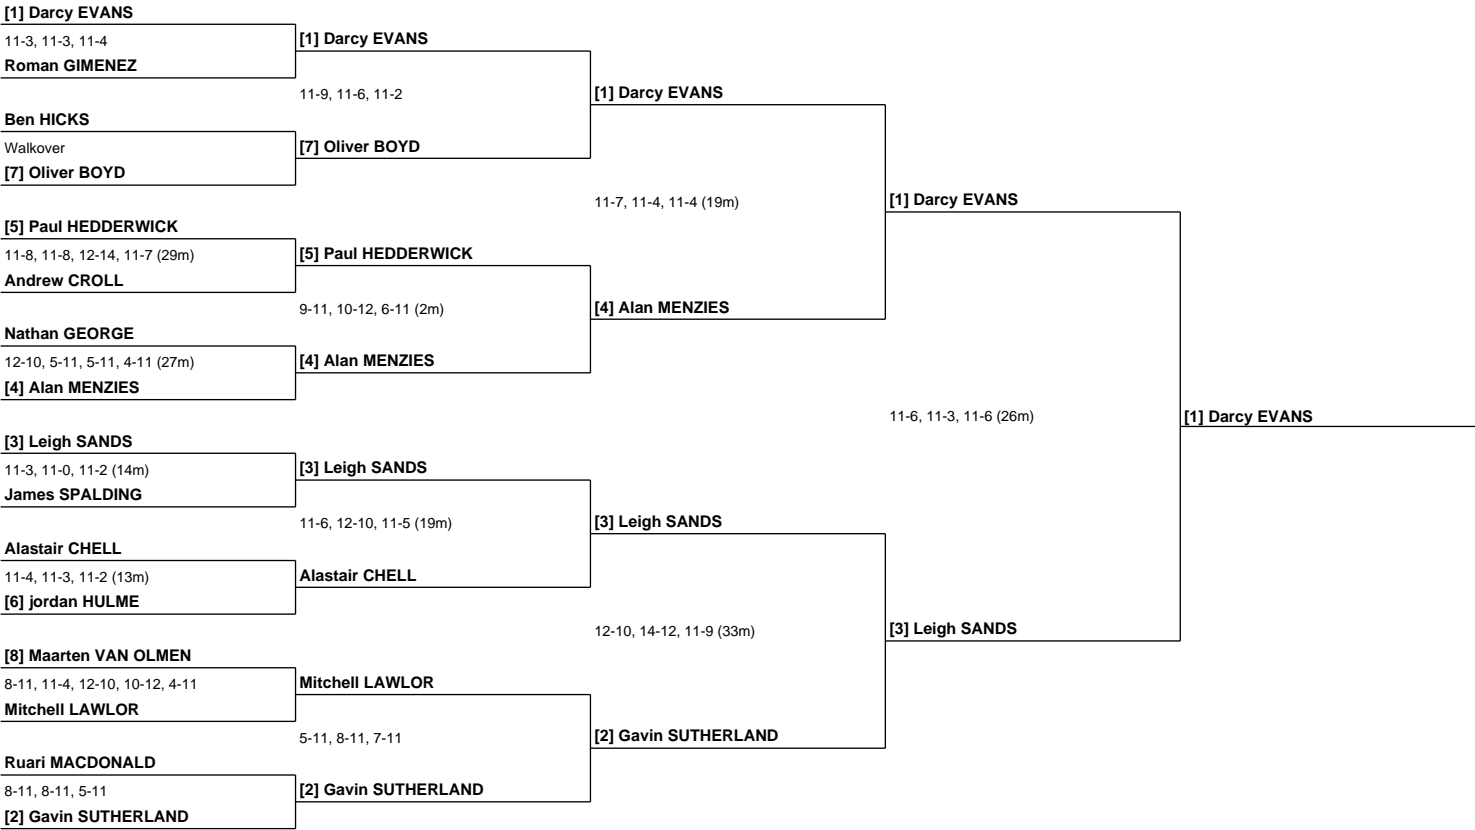 [1] Darcy EVANS
11-3, 11-3, 11-4
Roman GIMENEZ
Ben HICKS
Walkover
[7] Oliver BOYD
[5] Paul HEDDERWICK
11-8, 11-8, 12-14, 11-7 (29m)
Andrew CROLL
Nathan GEORGE
12-10, 5-11, 5-11, 4-11 (27m)
[4] Alan MENZIES
[3] Leigh SANDS
11-3, 11-0, 11-2 (14m)
James SPALDING
Alastair CHELL
11-4, 11-3, 11-2 (13m)
[6] jordan HULME
[8] Maarten VAN OLMEN
8-11, 11-4, 12-10, 10-12, 4-11
Mitchell LAWLOR
Ruari MACDONALD
8-11, 8-11, 5-11
[2] Gavin SUTHERLAND
[1] Darcy EVANS
11-9, 11-6, 11-2
[7] Oliver BOYD
[5] Paul HEDDERWICK
9-11, 10-12, 6-11 (2m)
[4] Alan MENZIES
[3] Leigh SANDS
11-6, 12-10, 11-5 (19m)
Alastair CHELL
Mitchell LAWLOR
5-11, 8-11, 7-11
[2] Gavin SUTHERLAND
[1] Darcy EVANS
11-7, 11-4, 11-4 (19m)
[4] Alan MENZIES
[3] Leigh SANDS
12-10, 14-12, 11-9 (33m)
[2] Gavin SUTHERLAND
[1] Darcy EVANS
11-6, 11-3, 11-6 (26m)
[3] Leigh SANDS
[1] Darcy EVANS